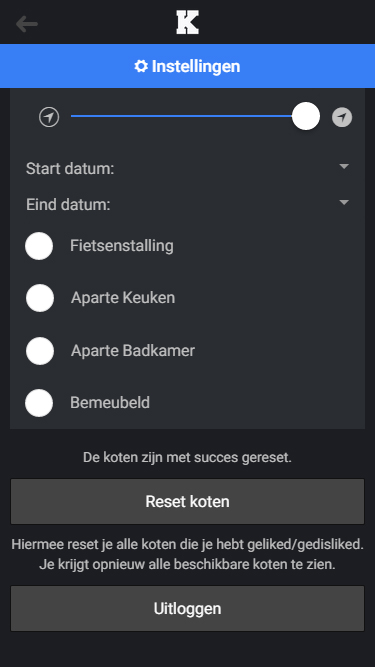 K
Instellingen
Start datum:
Eind datum:
Fietsenstalling
Aparte Keuken
Aparte Badkamer
Bemeubeld
De koten zijn met succes gereset.
Reset koten
Hiermee reset je alle koten die je hebt geliked/gedisliked.
Je krijgt opnieuw alle beschikbare koten te zien.
Uitloggen